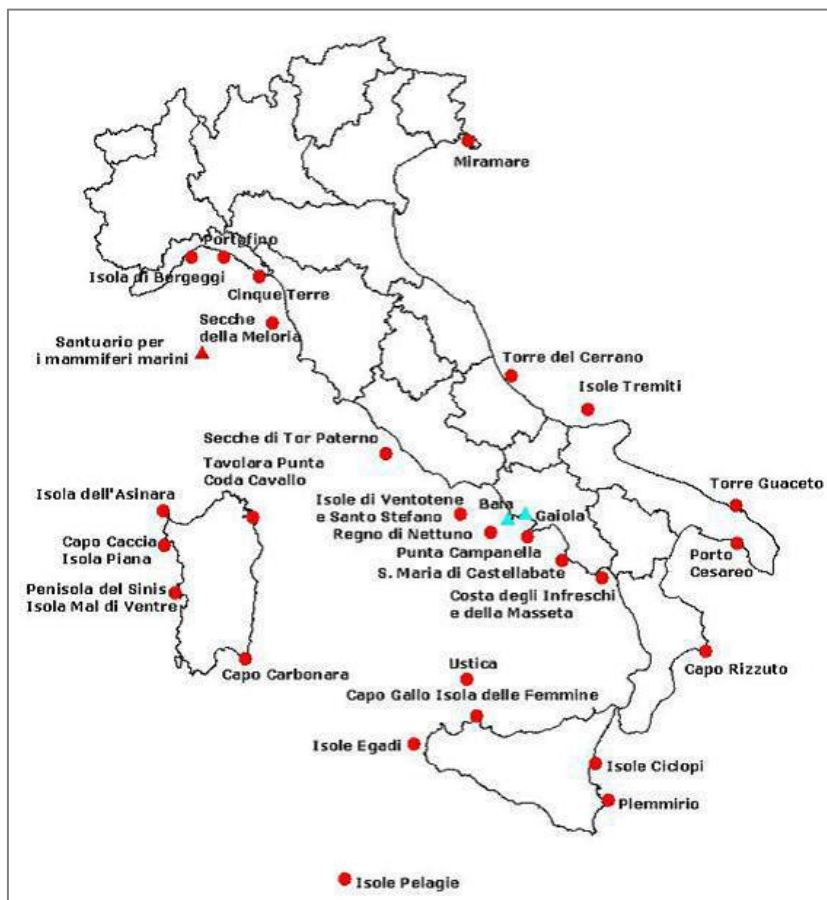 Miramare
Portofino
Isola di Bergeggi
Cinque Terre
Secche
della Meloria
Santuario per
i mammiferi marini
Torre del Cerrano
Isole Tremiti
Secche di Tor Paterno
Tavolara Punta
Coda Cavallo
Isola dell'Asinara
Isole di Ventotene
e Santo Stefano
Baia
Gaiola
Torre Guaceto
Regno di Nettuno
Capo Caccia
Isola Piana
Punta Campanella
Porto
Cesareo
S. Maria di Castellabate
Penisola del Sinis
Isola Mal di Ventre
Costa degli Infreschi
e della Masseta
Capo Carbonara
Ustica
Capo Rizzuto
Capo Gallo Isola delle Femmine
Isole Egadi
Isole Ciclopi
Plemmirio
Isole Pelagie